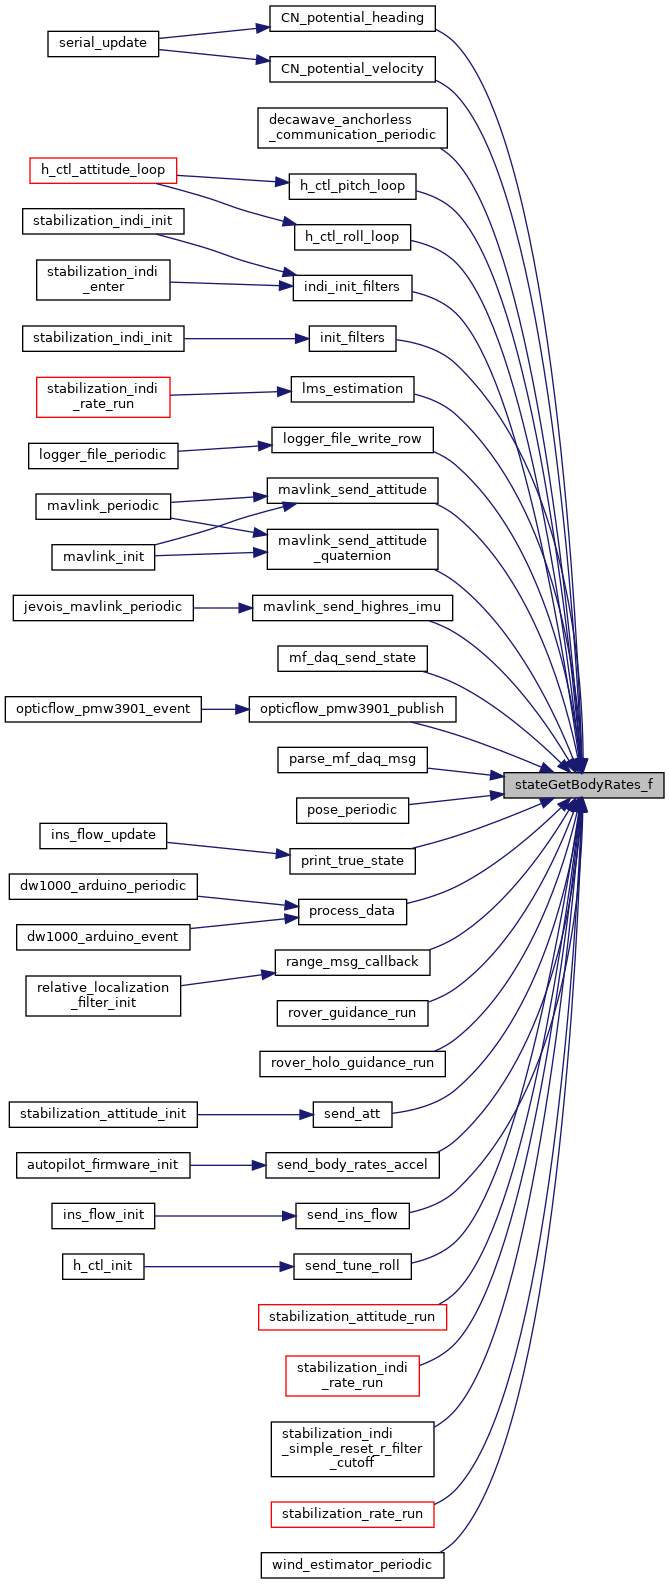 CN_potential_heading
serial_update
CN_potential_velocity
decawave_anchorless
_communication_periodic
h_ctl_attitude_loop
h_ctl_pitch_loop
stabilization_indi_init
h_ctl_roll_loop
stabilization_indi
_enter
indi_init_filters
stabilization_indi_init
init_filters
stabilization_indi
_rate_run
lms_estimation
logger_file_periodic
logger_file_write_row
mavlink_periodic
mavlink_send_attitude
mavlink_init
mavlink_send_attitude
_quaternion
jevois_mavlink_periodic
mavlink_send_highres_imu
mf_daq_send_state
opticflow_pmw3901_event
opticflow_pmw3901_publish
parse_mf_daq_msg
stateGetBodyRates_f
pose_periodic
ins_flow_update
print_true_state
dw1000_arduino_periodic
process_data
dw1000_arduino_event
range_msg_callback
relative_localization
_filter_init
rover_guidance_run
rover_holo_guidance_run
stabilization_attitude_init
send_att
autopilot_firmware_init
send_body_rates_accel
ins_flow_init
send_ins_flow
h_ctl_init
send_tune_roll
stabilization_attitude_run
stabilization_indi
_rate_run
stabilization_indi
_simple_reset_r_filter
_cutoff
stabilization_rate_run
wind_estimator_periodic